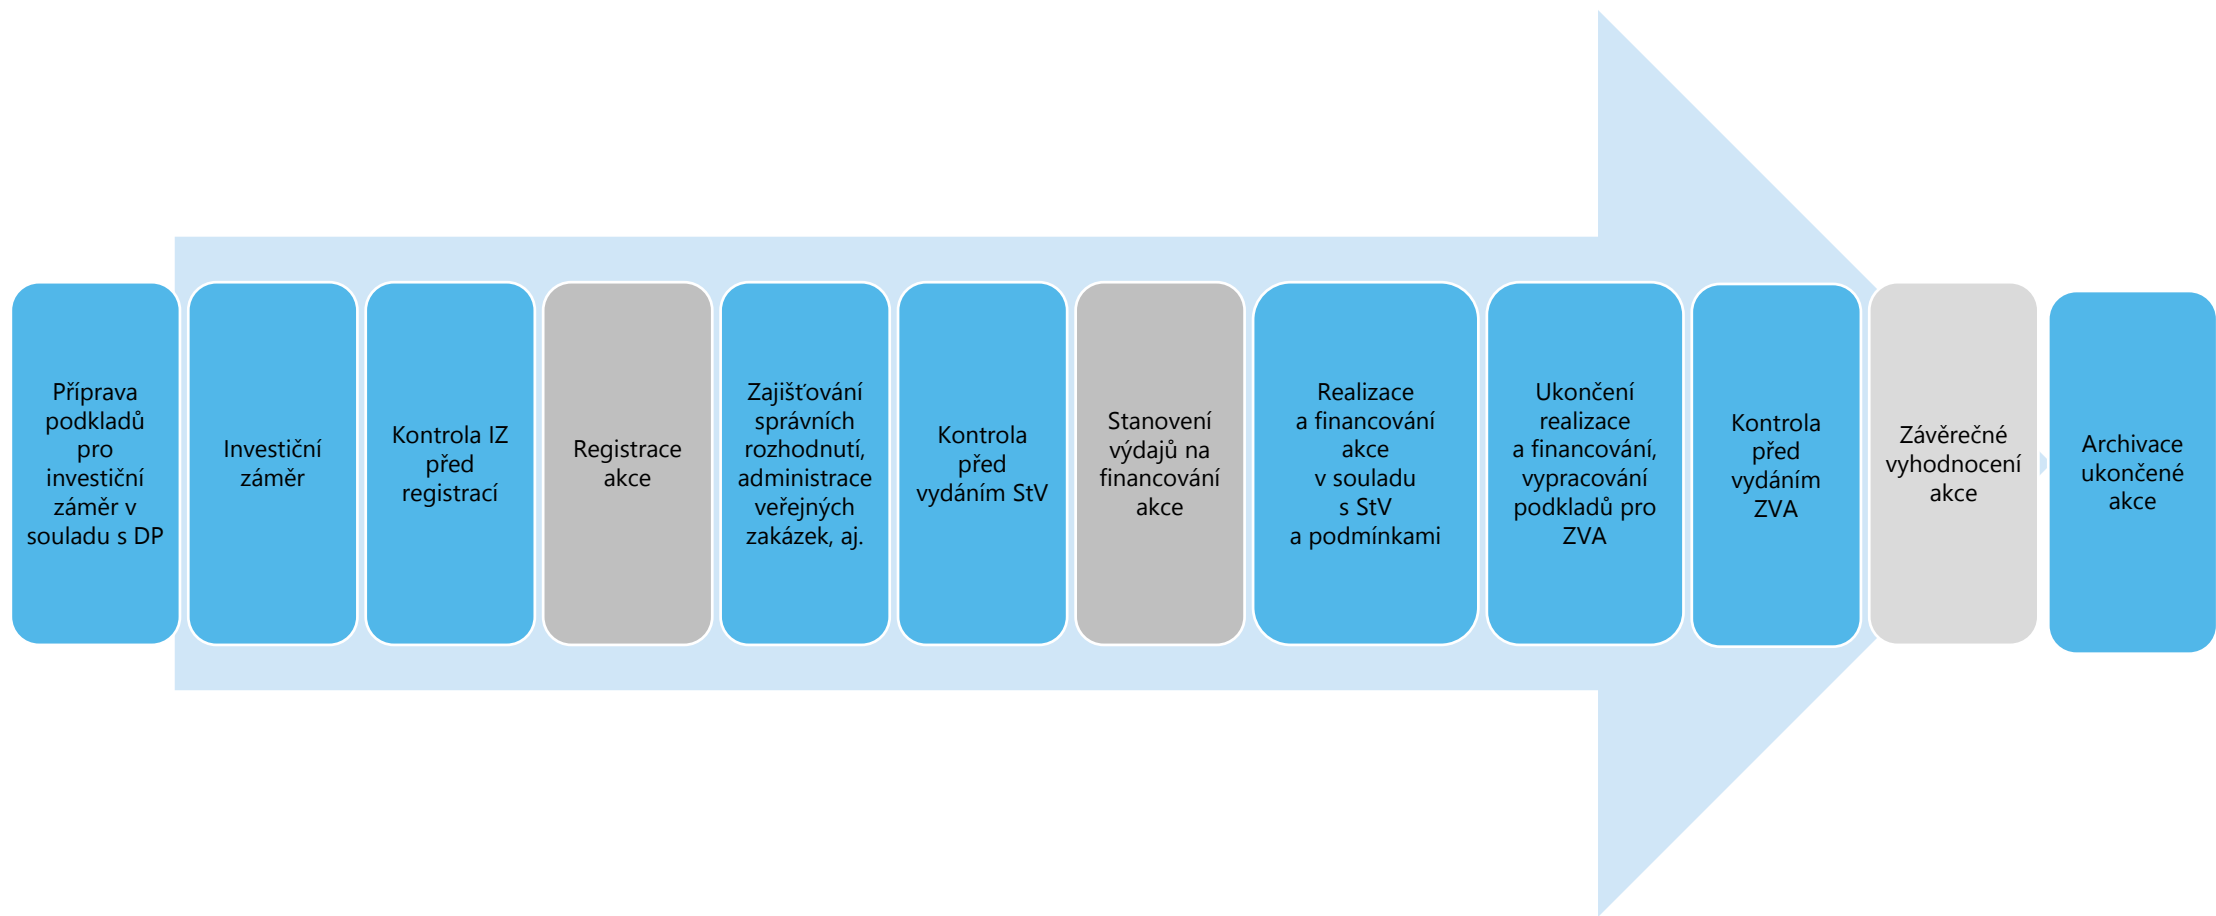 Příprava
podkladů
pro
investiční
záměr v
souladu s DP
Investiční
záměr
Kontrola IZ
před
registrací
Registrace
akce
Zajišťování
správních
rozhodnutí,
administrace
veřejných
zakázek, aj.
Kontrola
před
vydáním StV
Stanovení
výdajů na
financování
akce
Realizace
a financování
akce
v souladu
s StV
a podmínkami
Ukončení
realizace
a financování,
vypracování
podkladů pro
ZVA
Kontrola
před
vydáním
ZVA
Závěrečné
vyhodnocení
akce
Archivace
ukončené
akce